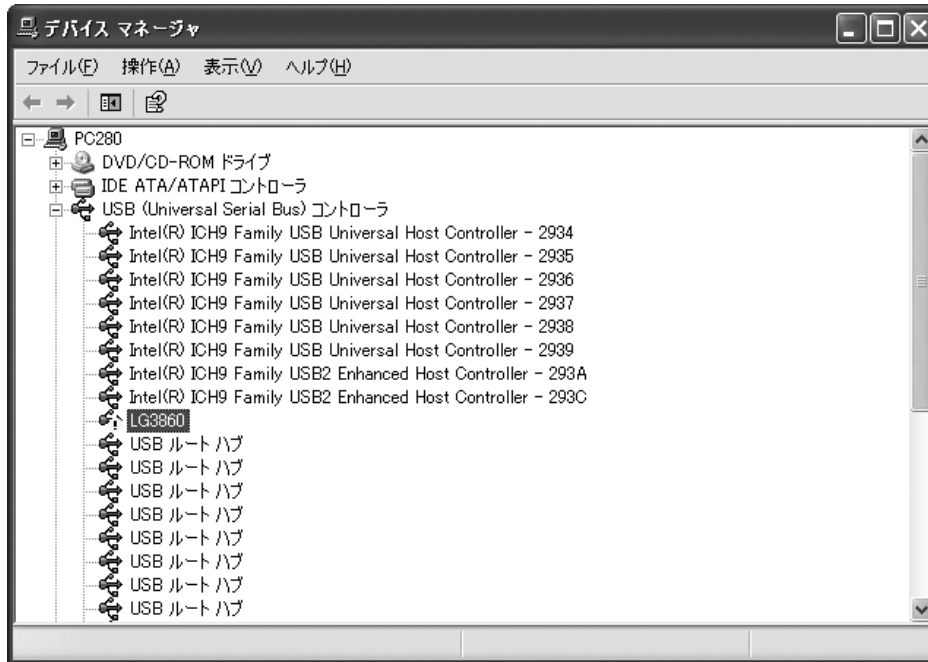 デバイス マネージャ
ファイル(F) 操作(A) 表示(V) ヘルプ(H)
PC280
DVD/CD-ROM ドライブ
IDE ATA/ATAPI コントローラ
USB (Universal Serial Bus) コントローラ
Intel(R) ICH9 Family USB Universal Host Controller - 2934
Intel(R) ICH9 Family USB Universal Host Controller - 2935
Intel(R) ICH9 Family USB Universal Host Controller - 2936
Intel(R) ICH9 Family USB Universal Host Controller - 2937
Intel(R) ICH9 Family USB Universal Host Controller - 2938
Intel(R) ICH9 Family USB Universal Host Controller - 2939
Intel(R) ICH9 Family USB2 Enhanced Host Controller - 293A
Intel(R) ICH9 Family USB2 Enhanced Host Controller - 293C
LG3860
USB ルート ハブ
USB ルート ハブ
USB ルート ハブ
USB ルート ハブ
USB ルート ハブ
USB ルート ハブ
USB ルート ハブ
USB ルート ハブ